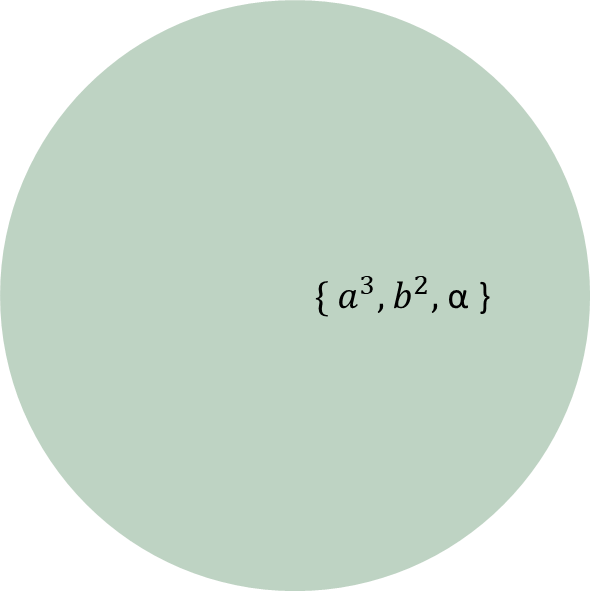 { a³, b², α }